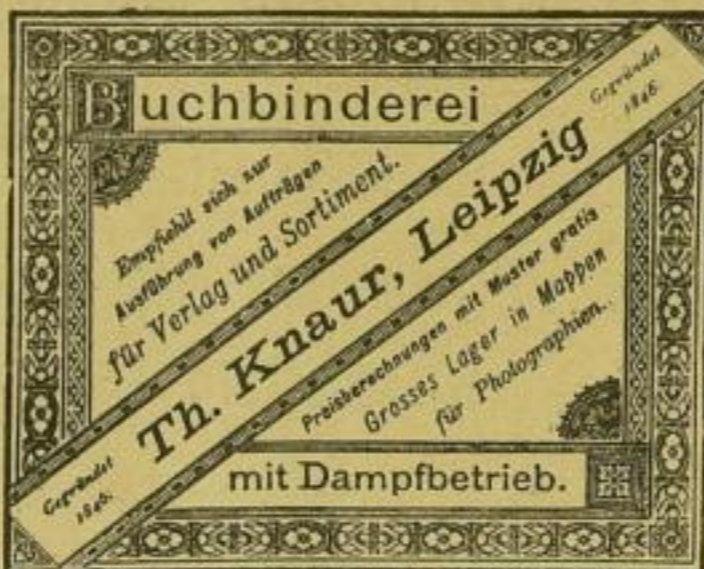 Buchbinderei
Empfiehlt sich zur
Ausführung von Aufträgen
für Verlag und Sortiment.
Gegründet
1846.
Th. Knaur, Leipzig
Gegründet
1846.
Preisberechnungen mit Muster gratis
Grosses Lager in Mappen
für Photographien.
mit Dampfbetrieb.